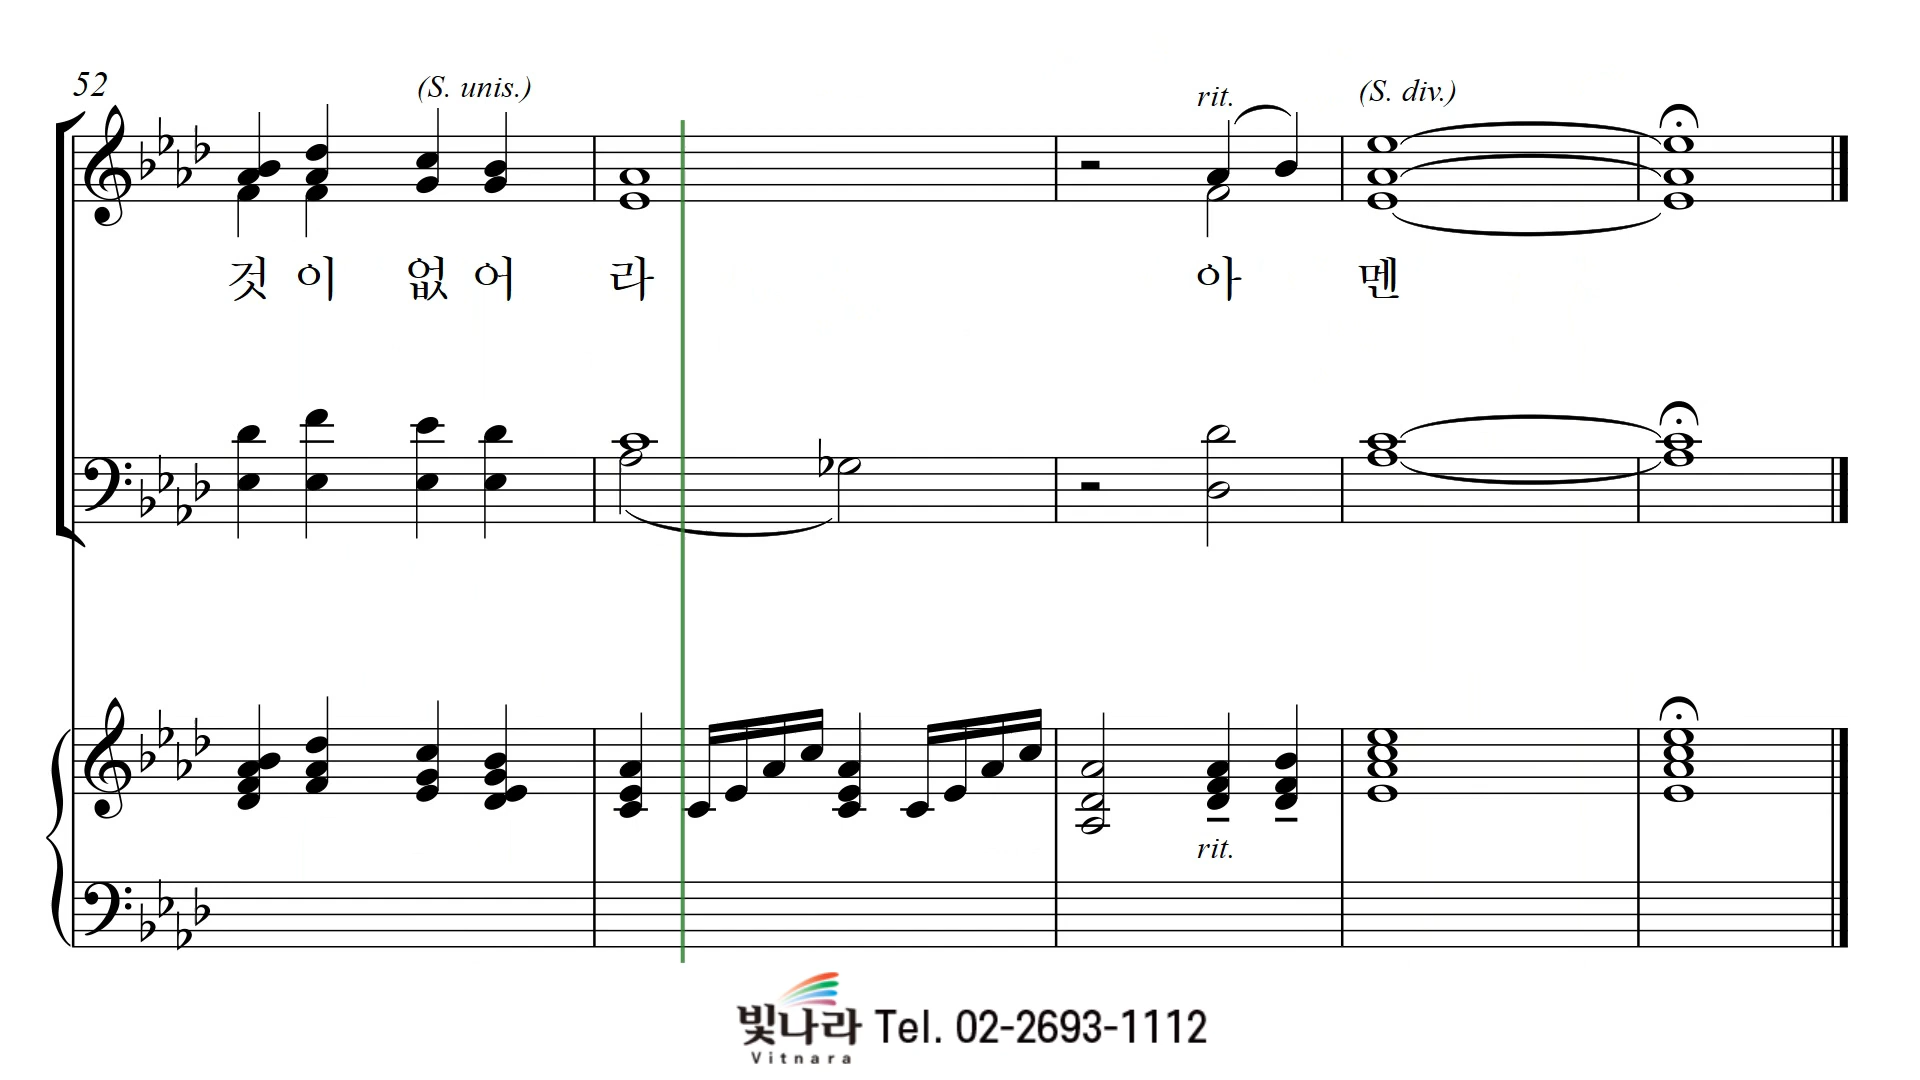 52
(S. unis.)
rit.
(S. div.)
것 이 없 어 라 아 멘
rit.
빛나라 Tel. 02-2693-1112
Vitnara